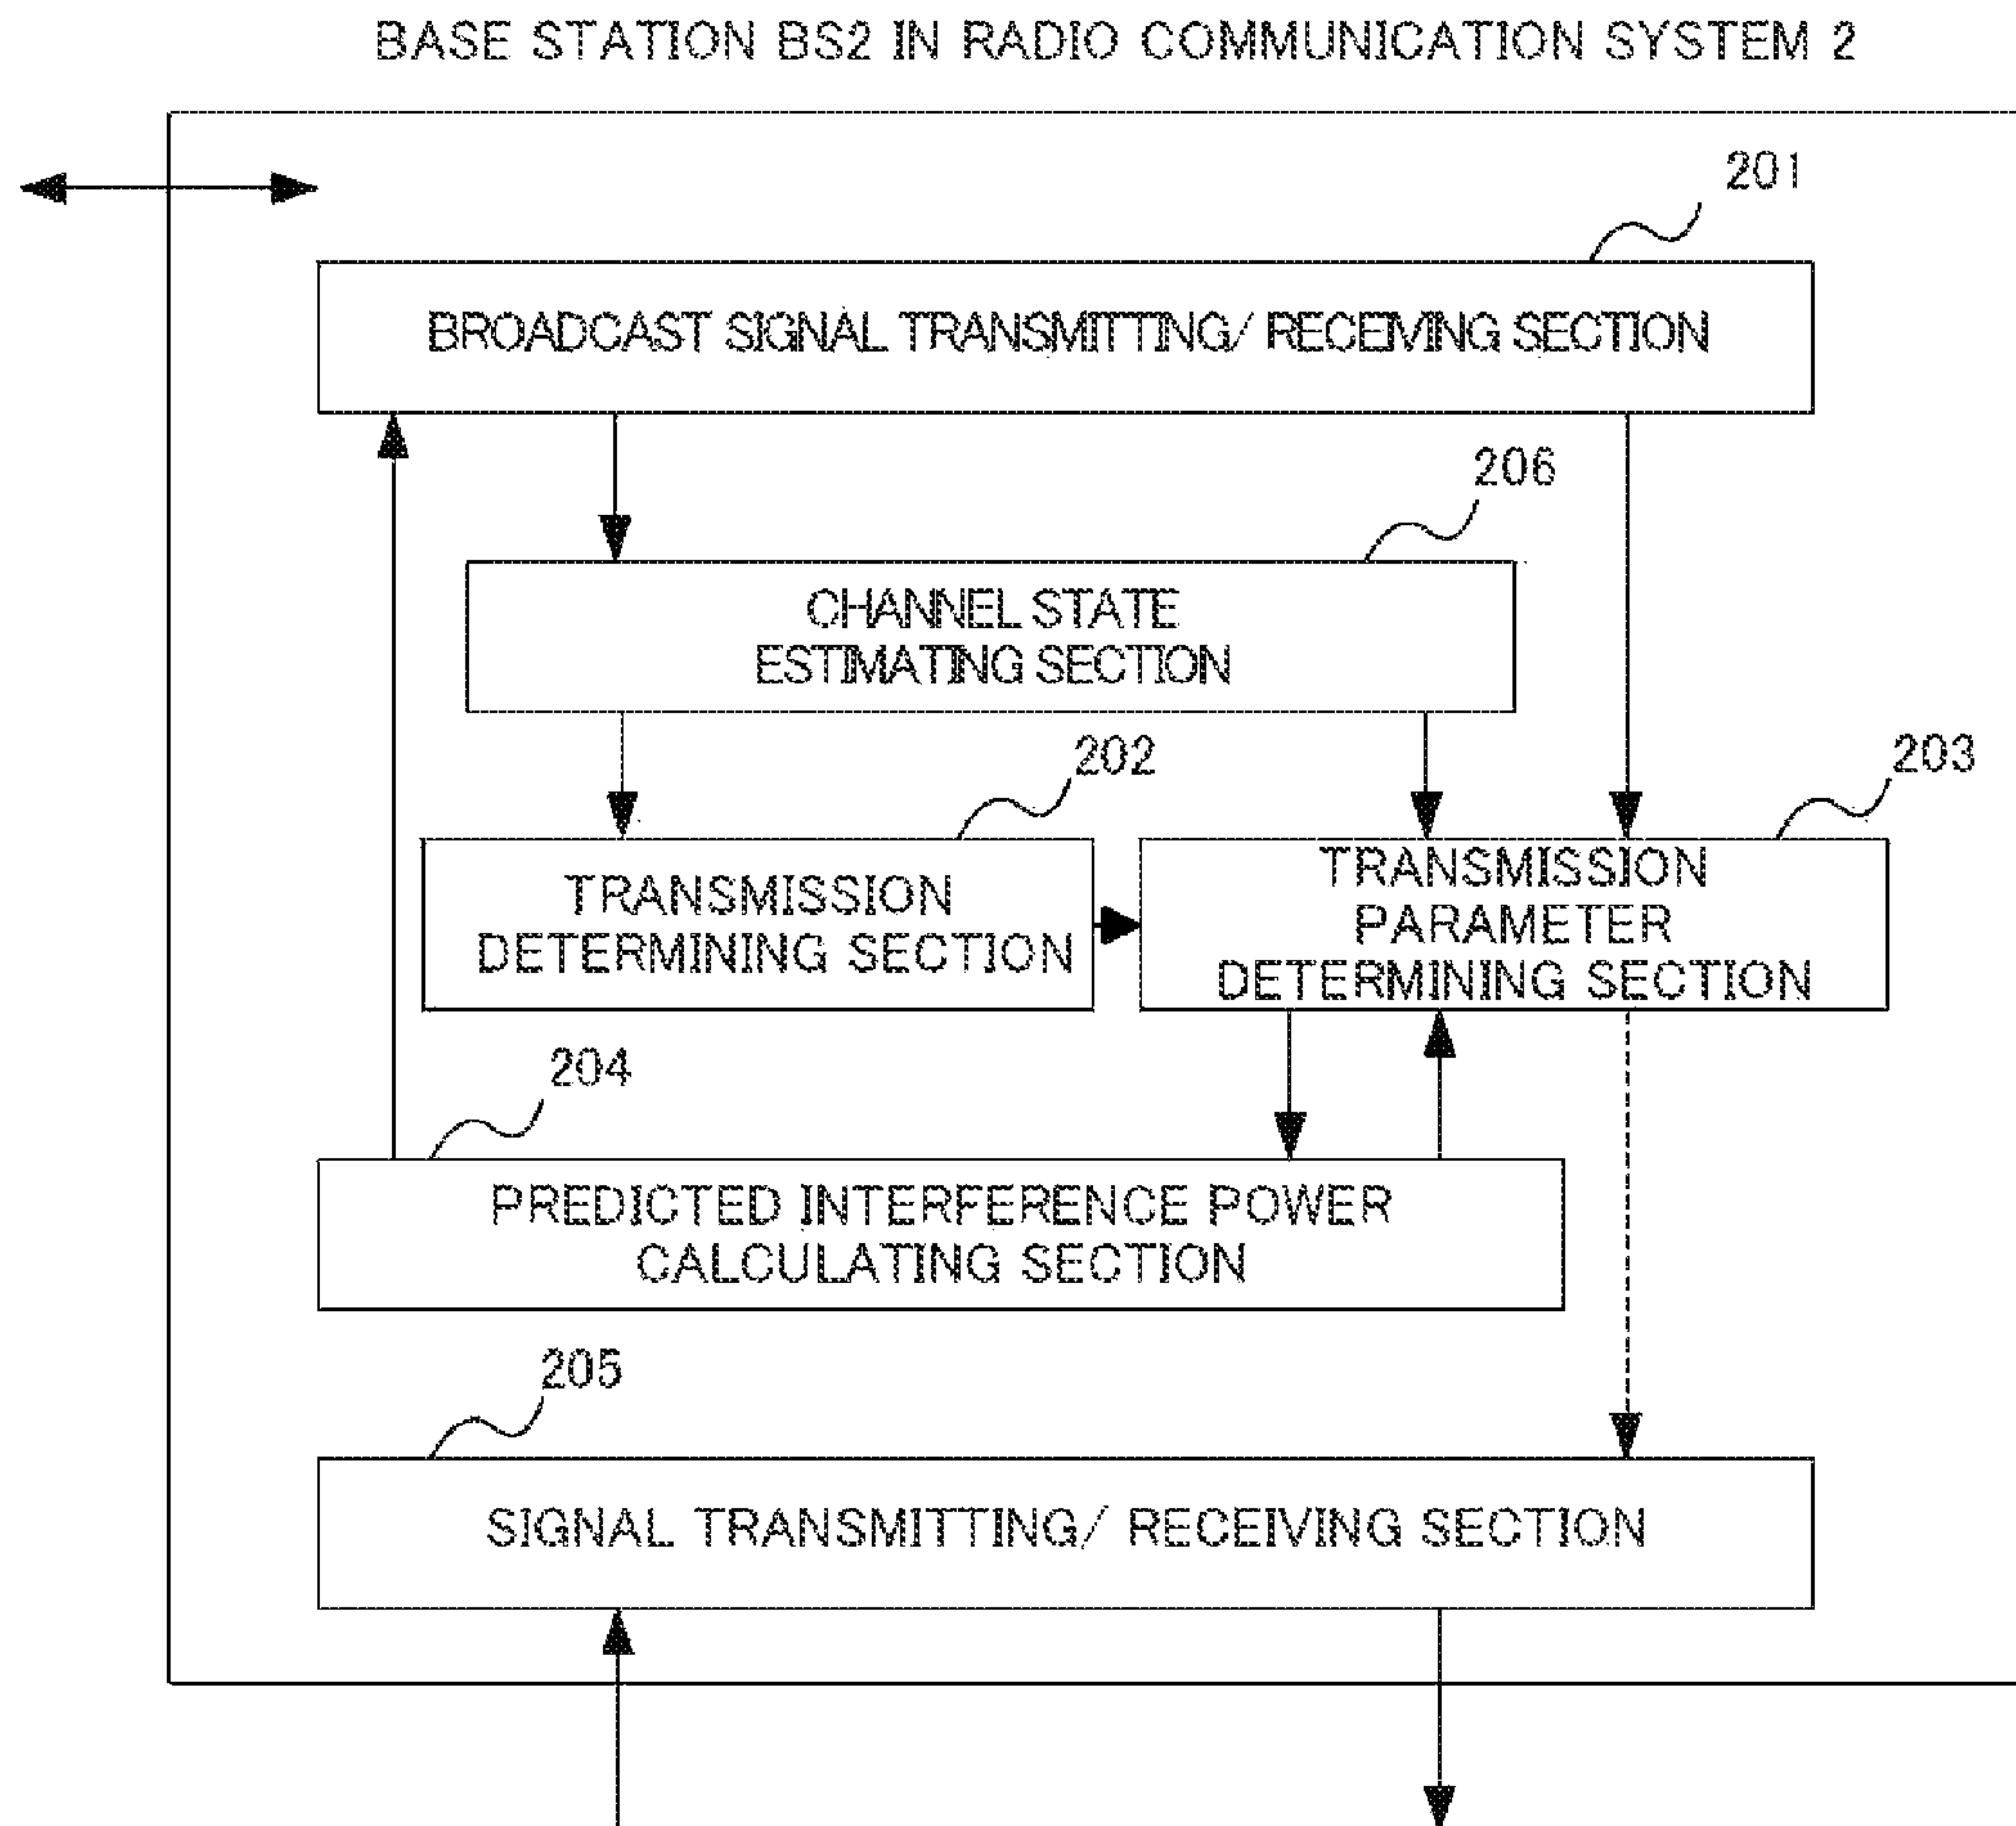 BASE STATION BS2 IN RADIO COMMUNICATION SYSTEM 2
201
BROADCAST SIGNAL TRANSMITTING/ RECEIVING SECTION
206
CHANNEL STATE
ESTIMATING SECTION
202
203
TRANSMISSION
DETERMINING SECTION
TRANSMISSION
PARAMETER
DETERMINING SECTION
204
PREDICTED INTERFERENCE POWER
CALCULATING SECTION
205
SIGNAL TRANSMITTING/ RECEIVING SECTION